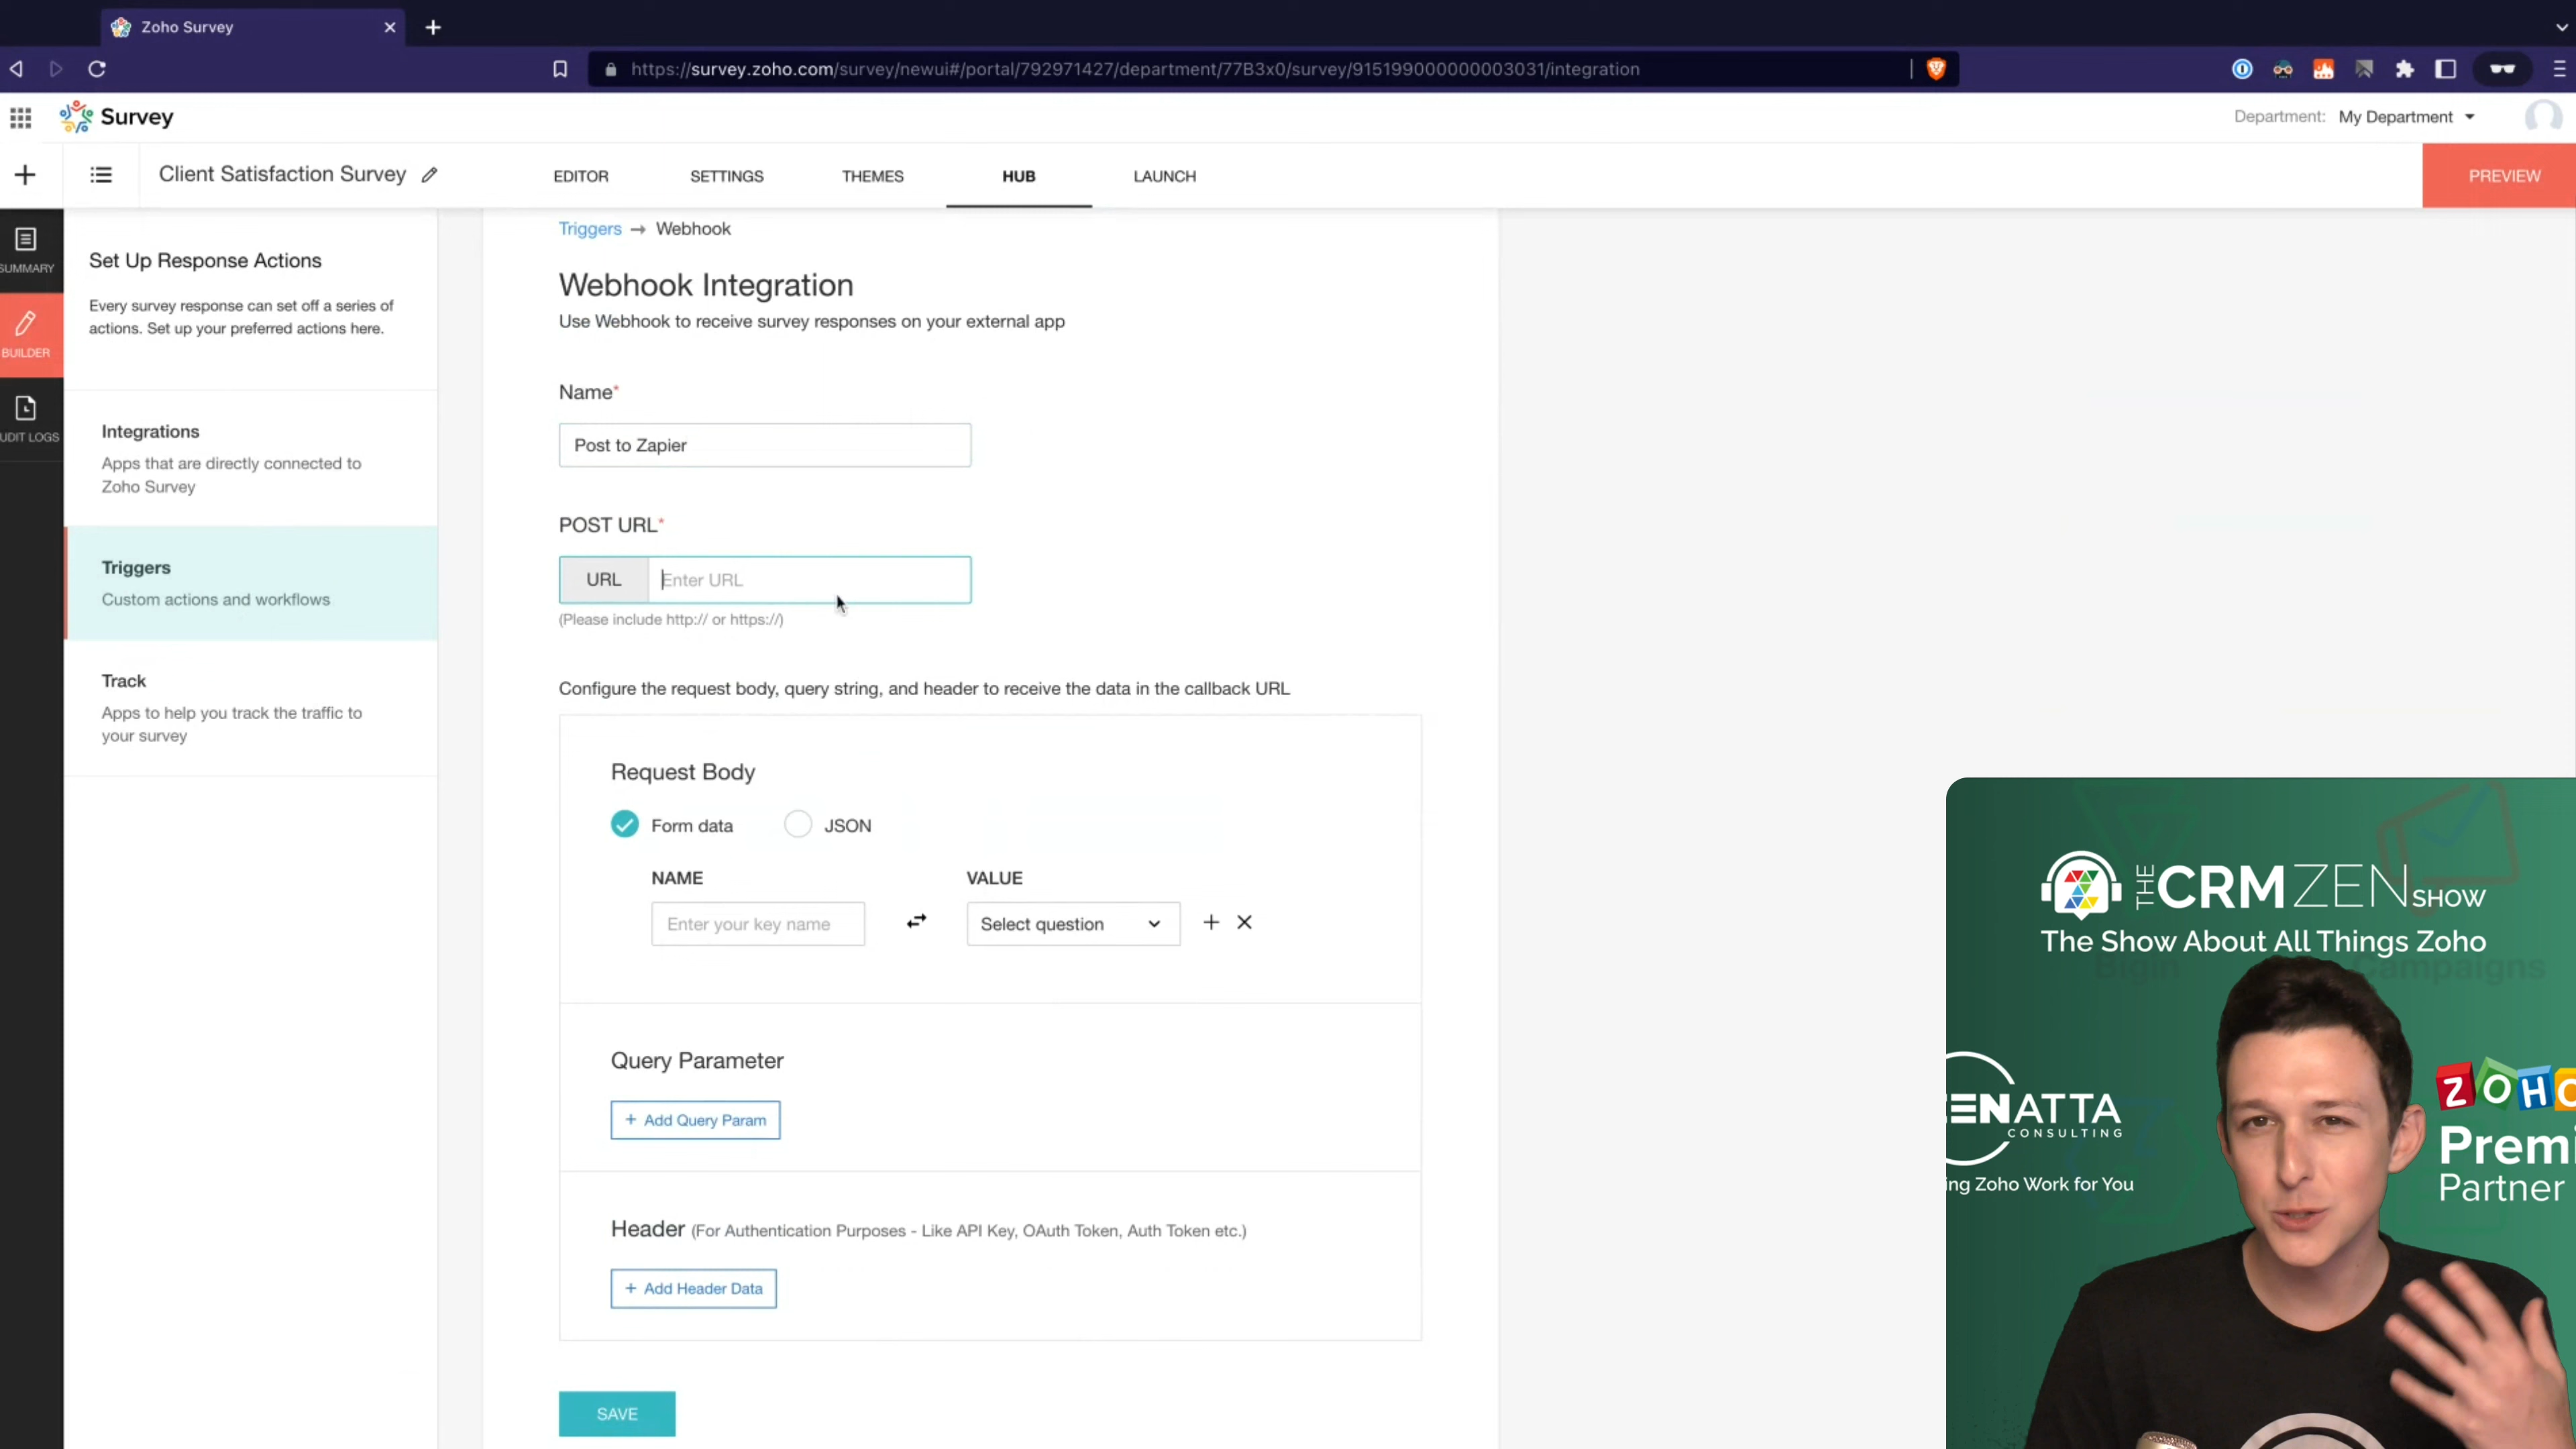 Zoho Survey
https://survey.zoho.com/survey/newui#/portal/792971427/department/77B3x0/survey/915199000000003031/integration
Survey
Department: My Department
Client Satisfaction Survey
EDITOR
SETTINGS
THEMES
HUB
LAUNCH
PREVIEW
SUMMARY
BUILDER
UDIT LOGS
Set Up Response Actions
Every survey response can set off a series of
actions. Set up your preferred actions here.
Integrations
Apps that are directly connected to
Zoho Survey
Triggers
Custom actions and workflows
Track
Apps to help you track the traffic to
your survey
Triggers → Webhook
Webhook Integration
Use Webhook to receive survey responses on your external app
Name*
Post to Zapier
POST URL*
URL Enter URL
(Please include http:// or https://)
Configure the request body, query string, and header to receive the data in the callback URL
Request Body
Form data JSON
NAME VALUE
Enter your key name Select question
Query Parameter
+ Add Query Param
Header (For Authentication Purposes - Like API Key, OAuth Token, Auth Token etc.)
+ Add Header Data
SAVE
THE CRM ZEN SHOW
The Show About All Things Zoho
Bigin
Campaigns
ENATTA
CONSULTING
ing Zoho Work for You
ZOHO
Premi
Partner